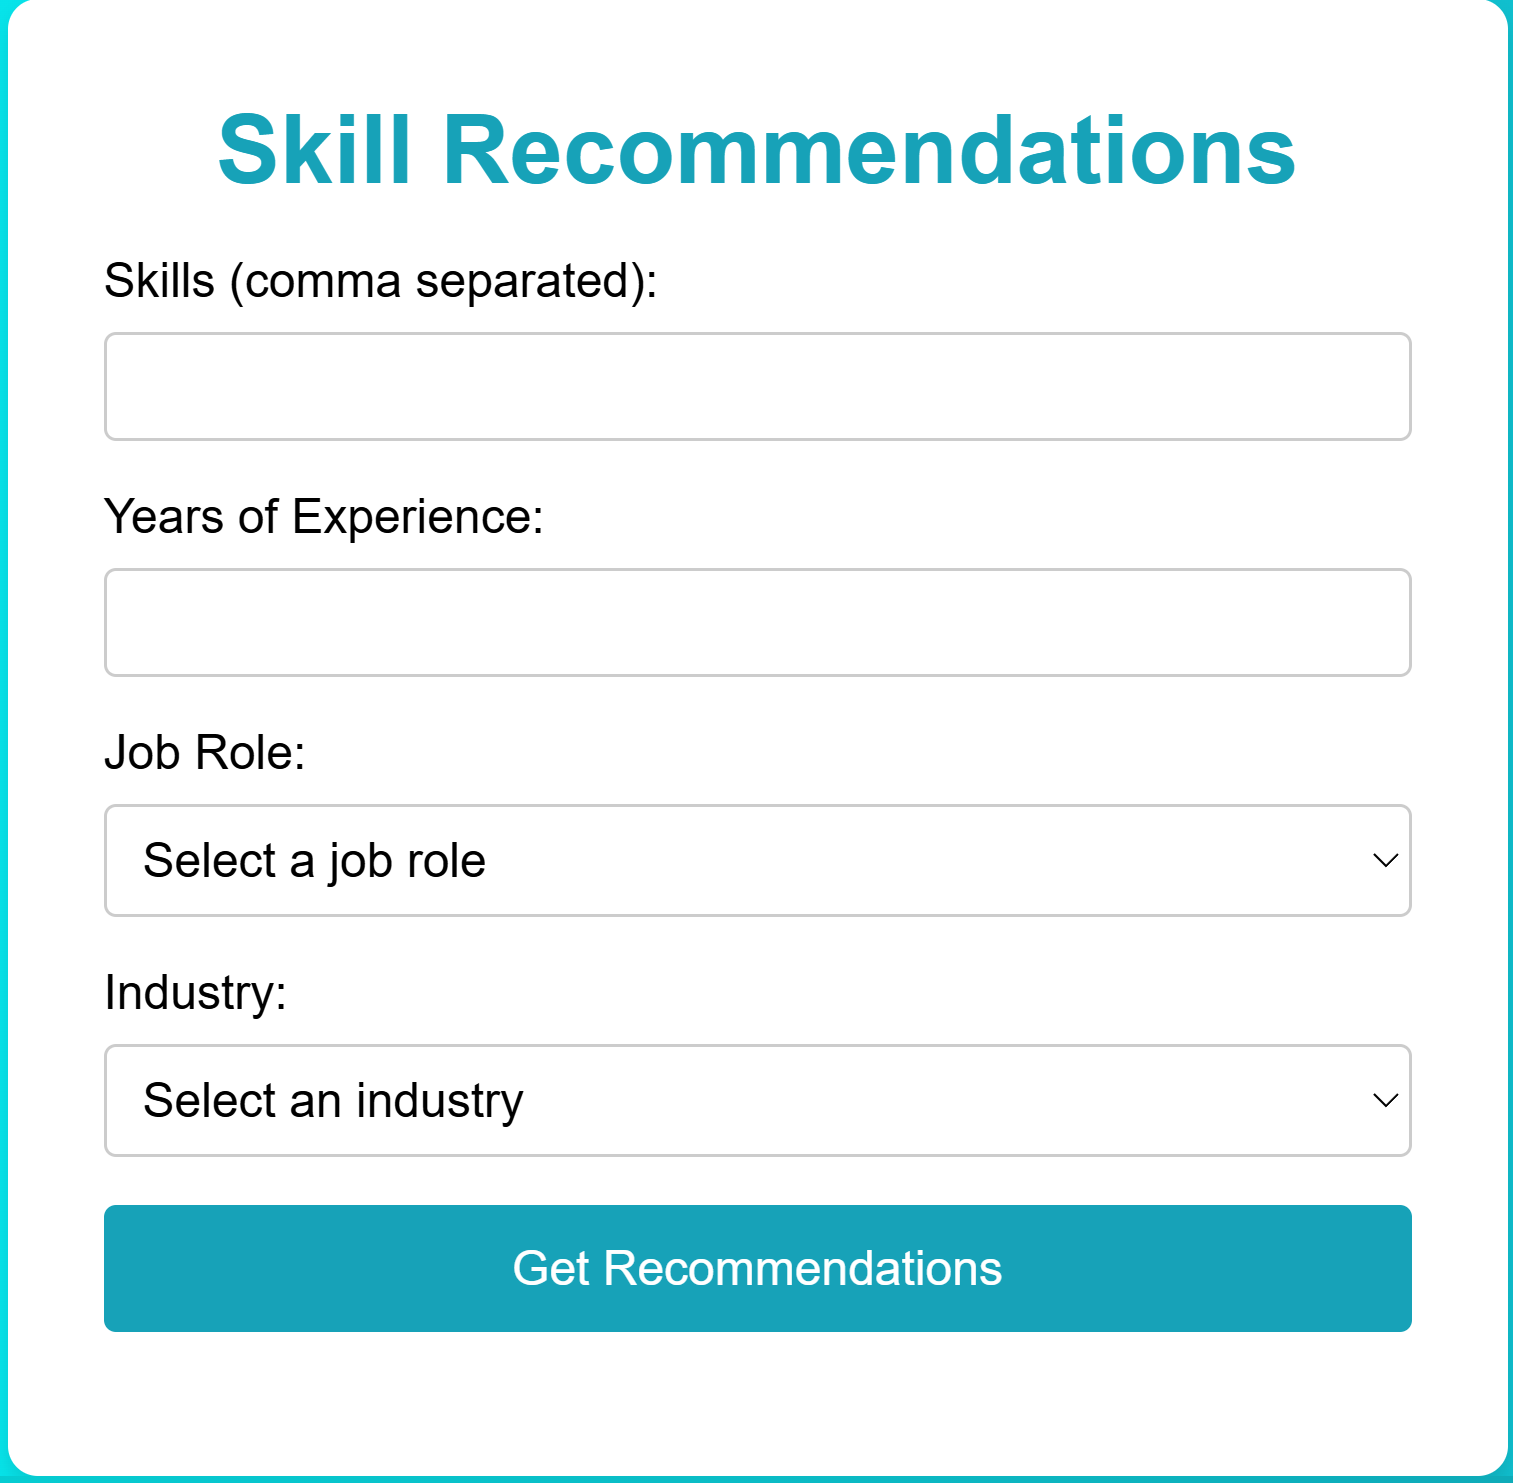 Skill Recommendations
Skills (comma separated):
Years of Experience:
Job Role:
Select a job role
Industry:
Select an industry
Get Recommendations